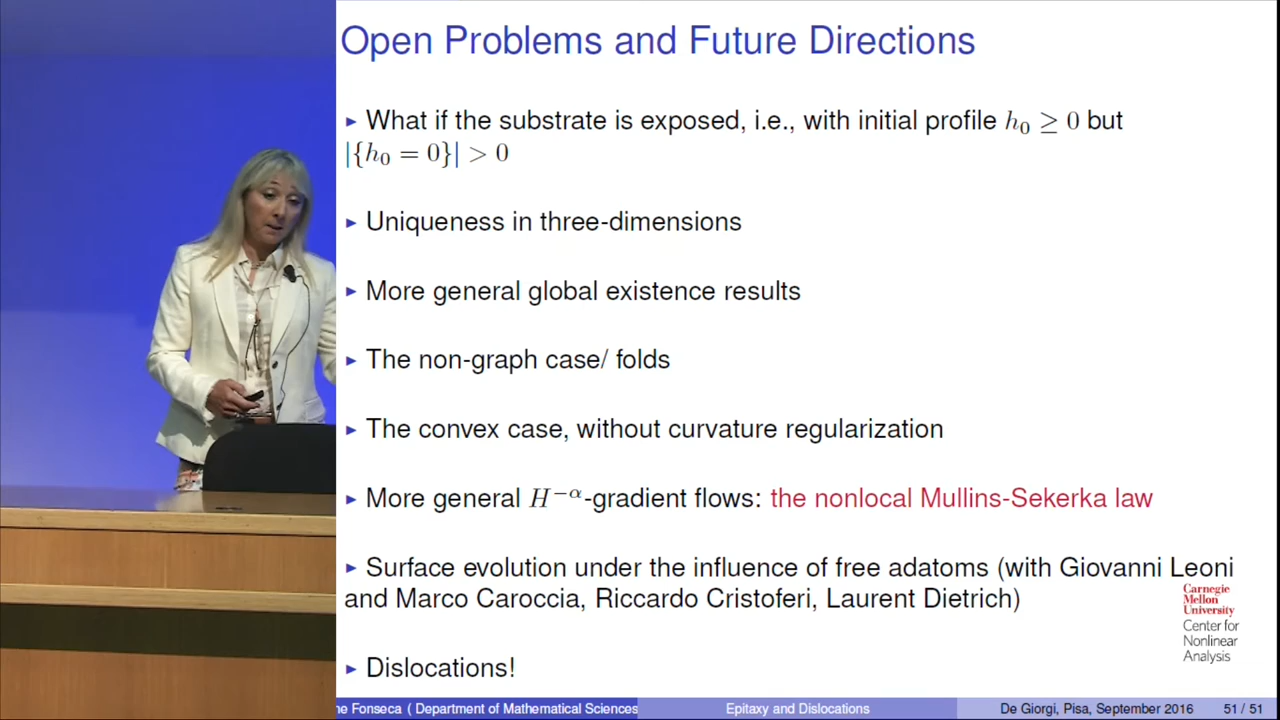 Open Problems and Future Directions
► What if the substrate is exposed, i.e., with initial profile h₀ ≥ 0 but
|{h₀ = 0}| > 0
► Uniqueness in three-dimensions
► More general global existence results
► The non-graph case/ folds
► The convex case, without curvature regularization
► More general H⁻ᵅ-gradient flows: the nonlocal Mullins-Sekerka law
► Surface evolution under the influence of free adatoms (with Giovanni Leoni
and Marco Caroccia, Riccardo Cristoferi, Laurent Dietrich)
Carnegie
Mellon
University
Center for
Nonlinear
Analysis
► Dislocations!
ne Fonseca ( Department of Mathematical Sciences
Epitaxy and Dislocations
De Giorgi, Pisa, September 2016 51 / 51